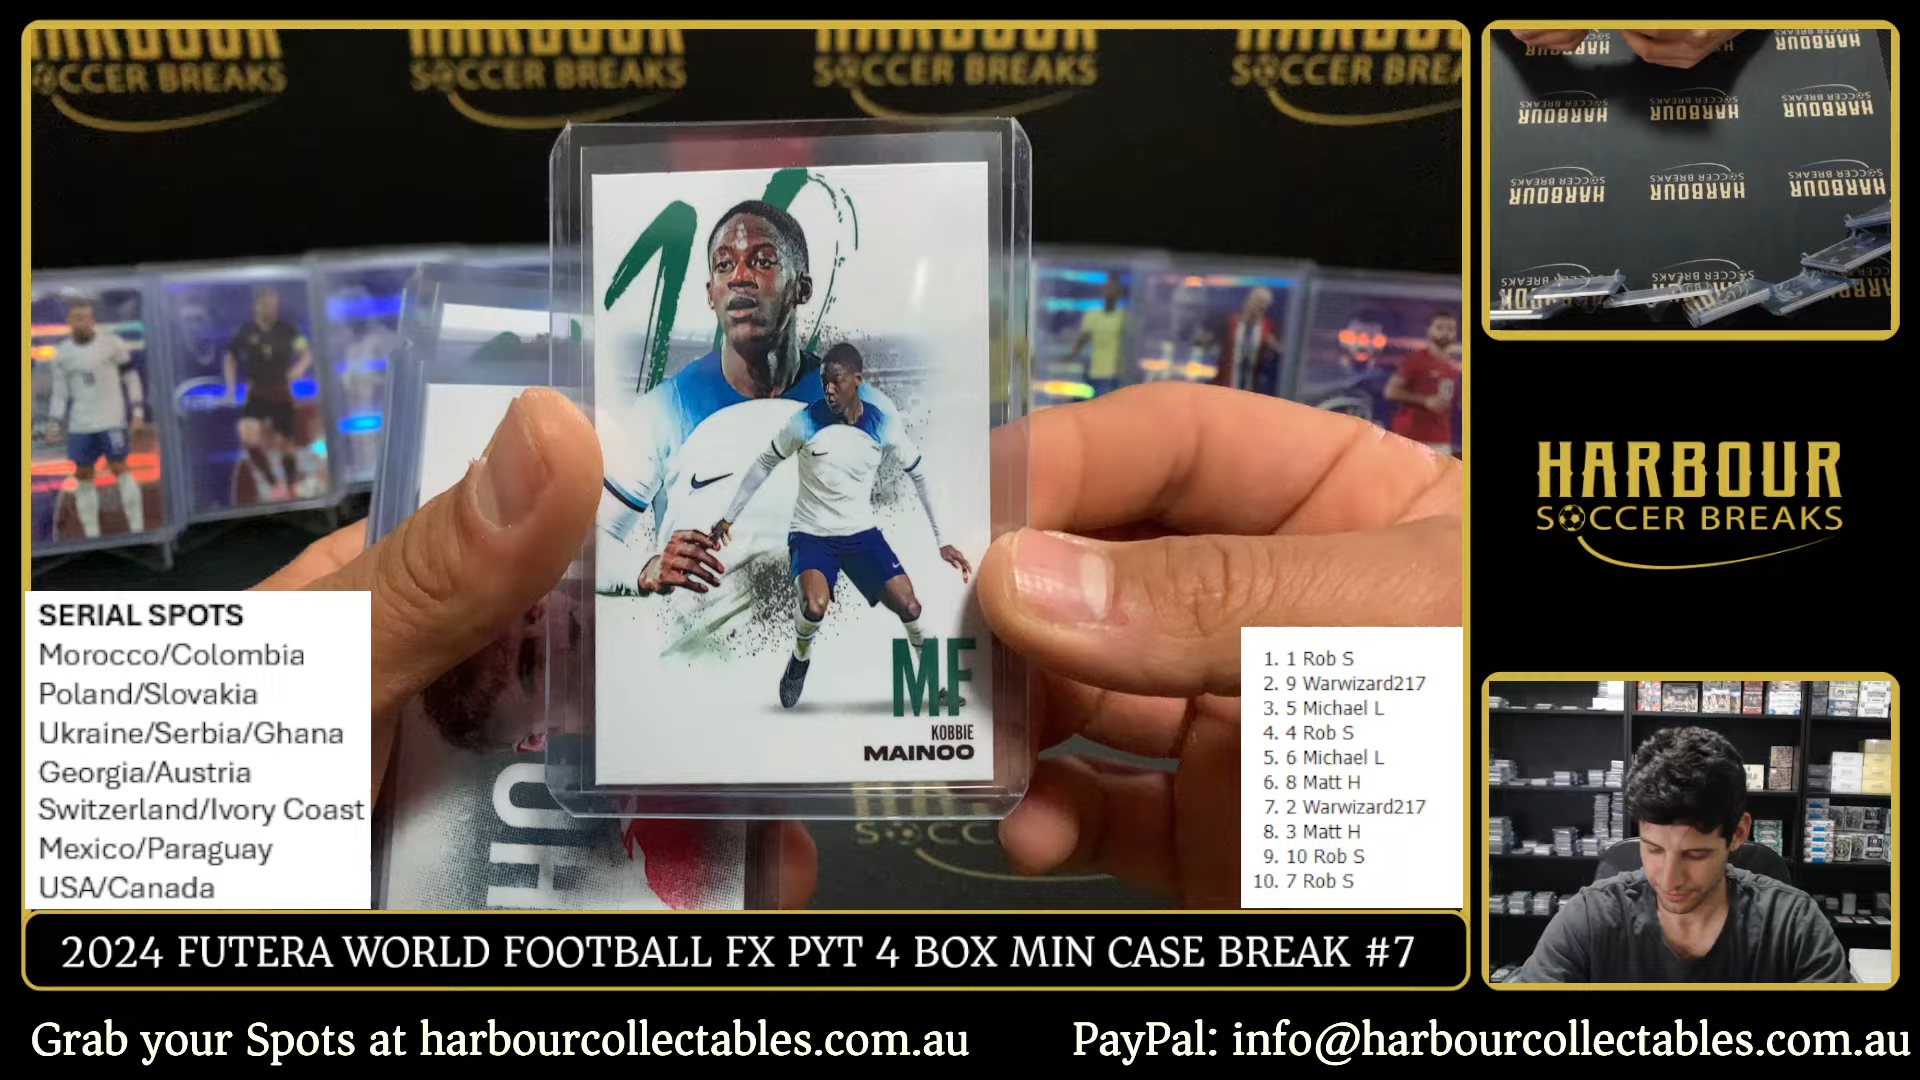 HARBOUR HARBOUR HARBOUR HARBOUR
SOCCER BREAKS SOCCER BREAKS SOCCER BREAKS SOCCER BREA
MF
KOBBIE
MAINOO
SERIAL SPOTS
Morocco/Colombia
Poland/Slovakia
Ukraine/Serbia/Ghana
Georgia/Austria
Switzerland/Ivory Coast
Mexico/Paraguay
USA/Canada
1. 1 Rob S
2. 9 Warwizard217
3. 5 Michael L
4. 4 Rob S
5. 6 Michael L
6. 8 Matt H
7. 2 Warwizard217
8. 3 Matt H
9. 10 Rob S
10. 7 Rob S
HARBOUR
SOCCER BREAKS
2024 FUTERA WORLD FOOTBALL FX PYT 4 BOX MIN CASE BREAK #7
Grab your Spots at harbourcollectables.com.au
PayPal: info@harbourcollectables.com.au